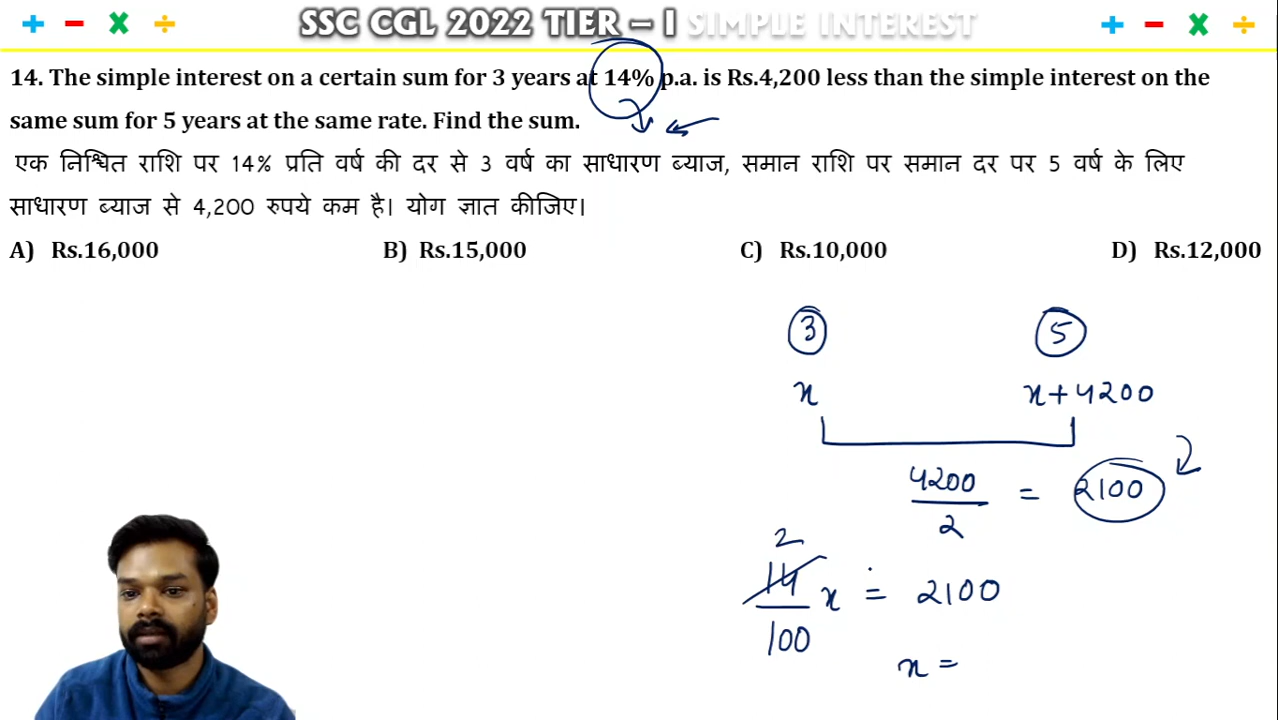 + − × ÷ SSC CGL 2022 TIER – I SIMPLE INTEREST + − × ÷
14. The simple interest on a certain sum for 3 years at 14% p.a. is Rs.4,200 less than the simple interest on the
same sum for 5 years at the same rate. Find the sum.
एक निश्चित राशि पर 14% प्रति वर्ष की दर से 3 वर्ष का साधारण ब्याज, समान राशि पर समान दर पर 5 वर्ष के लिए
साधारण ब्याज से 4,200 रुपये कम है। योग ज्ञात कीजिए।
A) Rs.16,000 B) Rs.15,000 C) Rs.10,000 D) Rs.12,000
3 5
x x+4200
4200/2 = 2100
2
14/100 x = 2100
x =